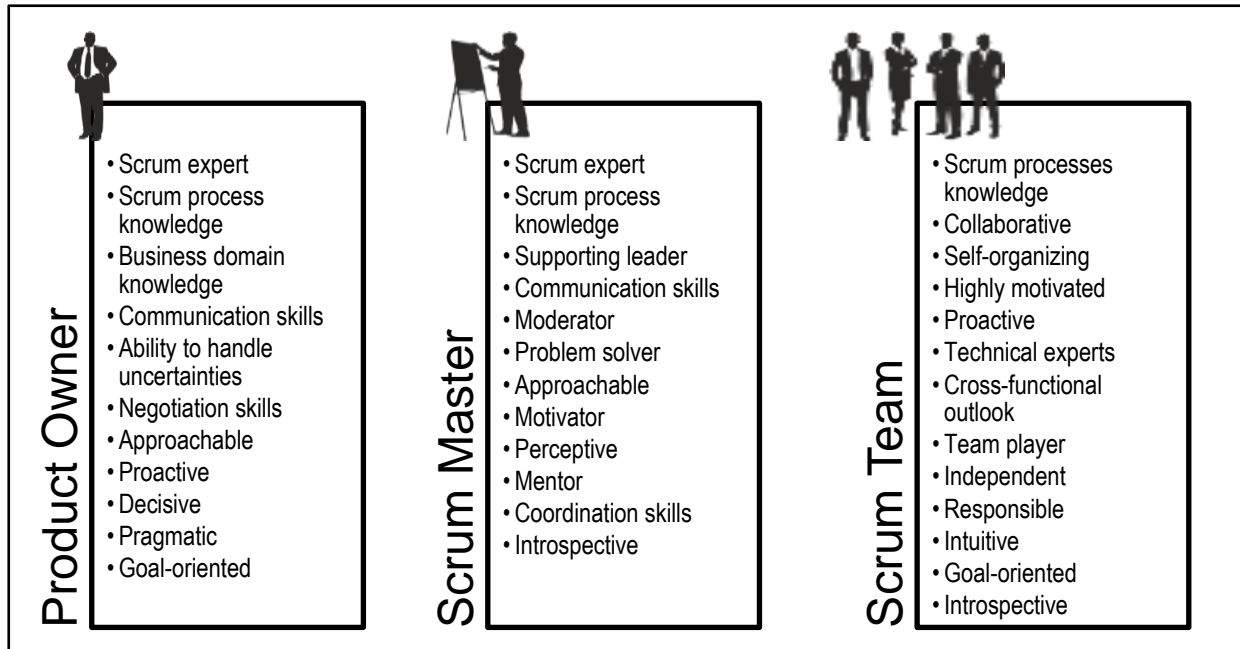 Product Owner
• Scrum expert
• Scrum process
knowledge
• Business domain
knowledge
• Communication skills
• Ability to handle
uncertainties
• Negotiation skills
• Approachable
• Proactive
• Decisive
• Pragmatic
• Goal-oriented
Scrum Master
• Scrum expert
• Scrum process
knowledge
• Supporting leader
• Communication skills
• Moderator
• Problem solver
• Approachable
• Motivator
• Perceptive
• Mentor
• Coordination skills
• Introspective
Scrum Team
• Scrum processes
knowledge
• Collaborative
• Self-organizing
• Highly motivated
• Proactive
• Technical experts
• Cross-functional
outlook
• Team player
• Independent
• Responsible
• Intuitive
• Goal-oriented
• Introspective